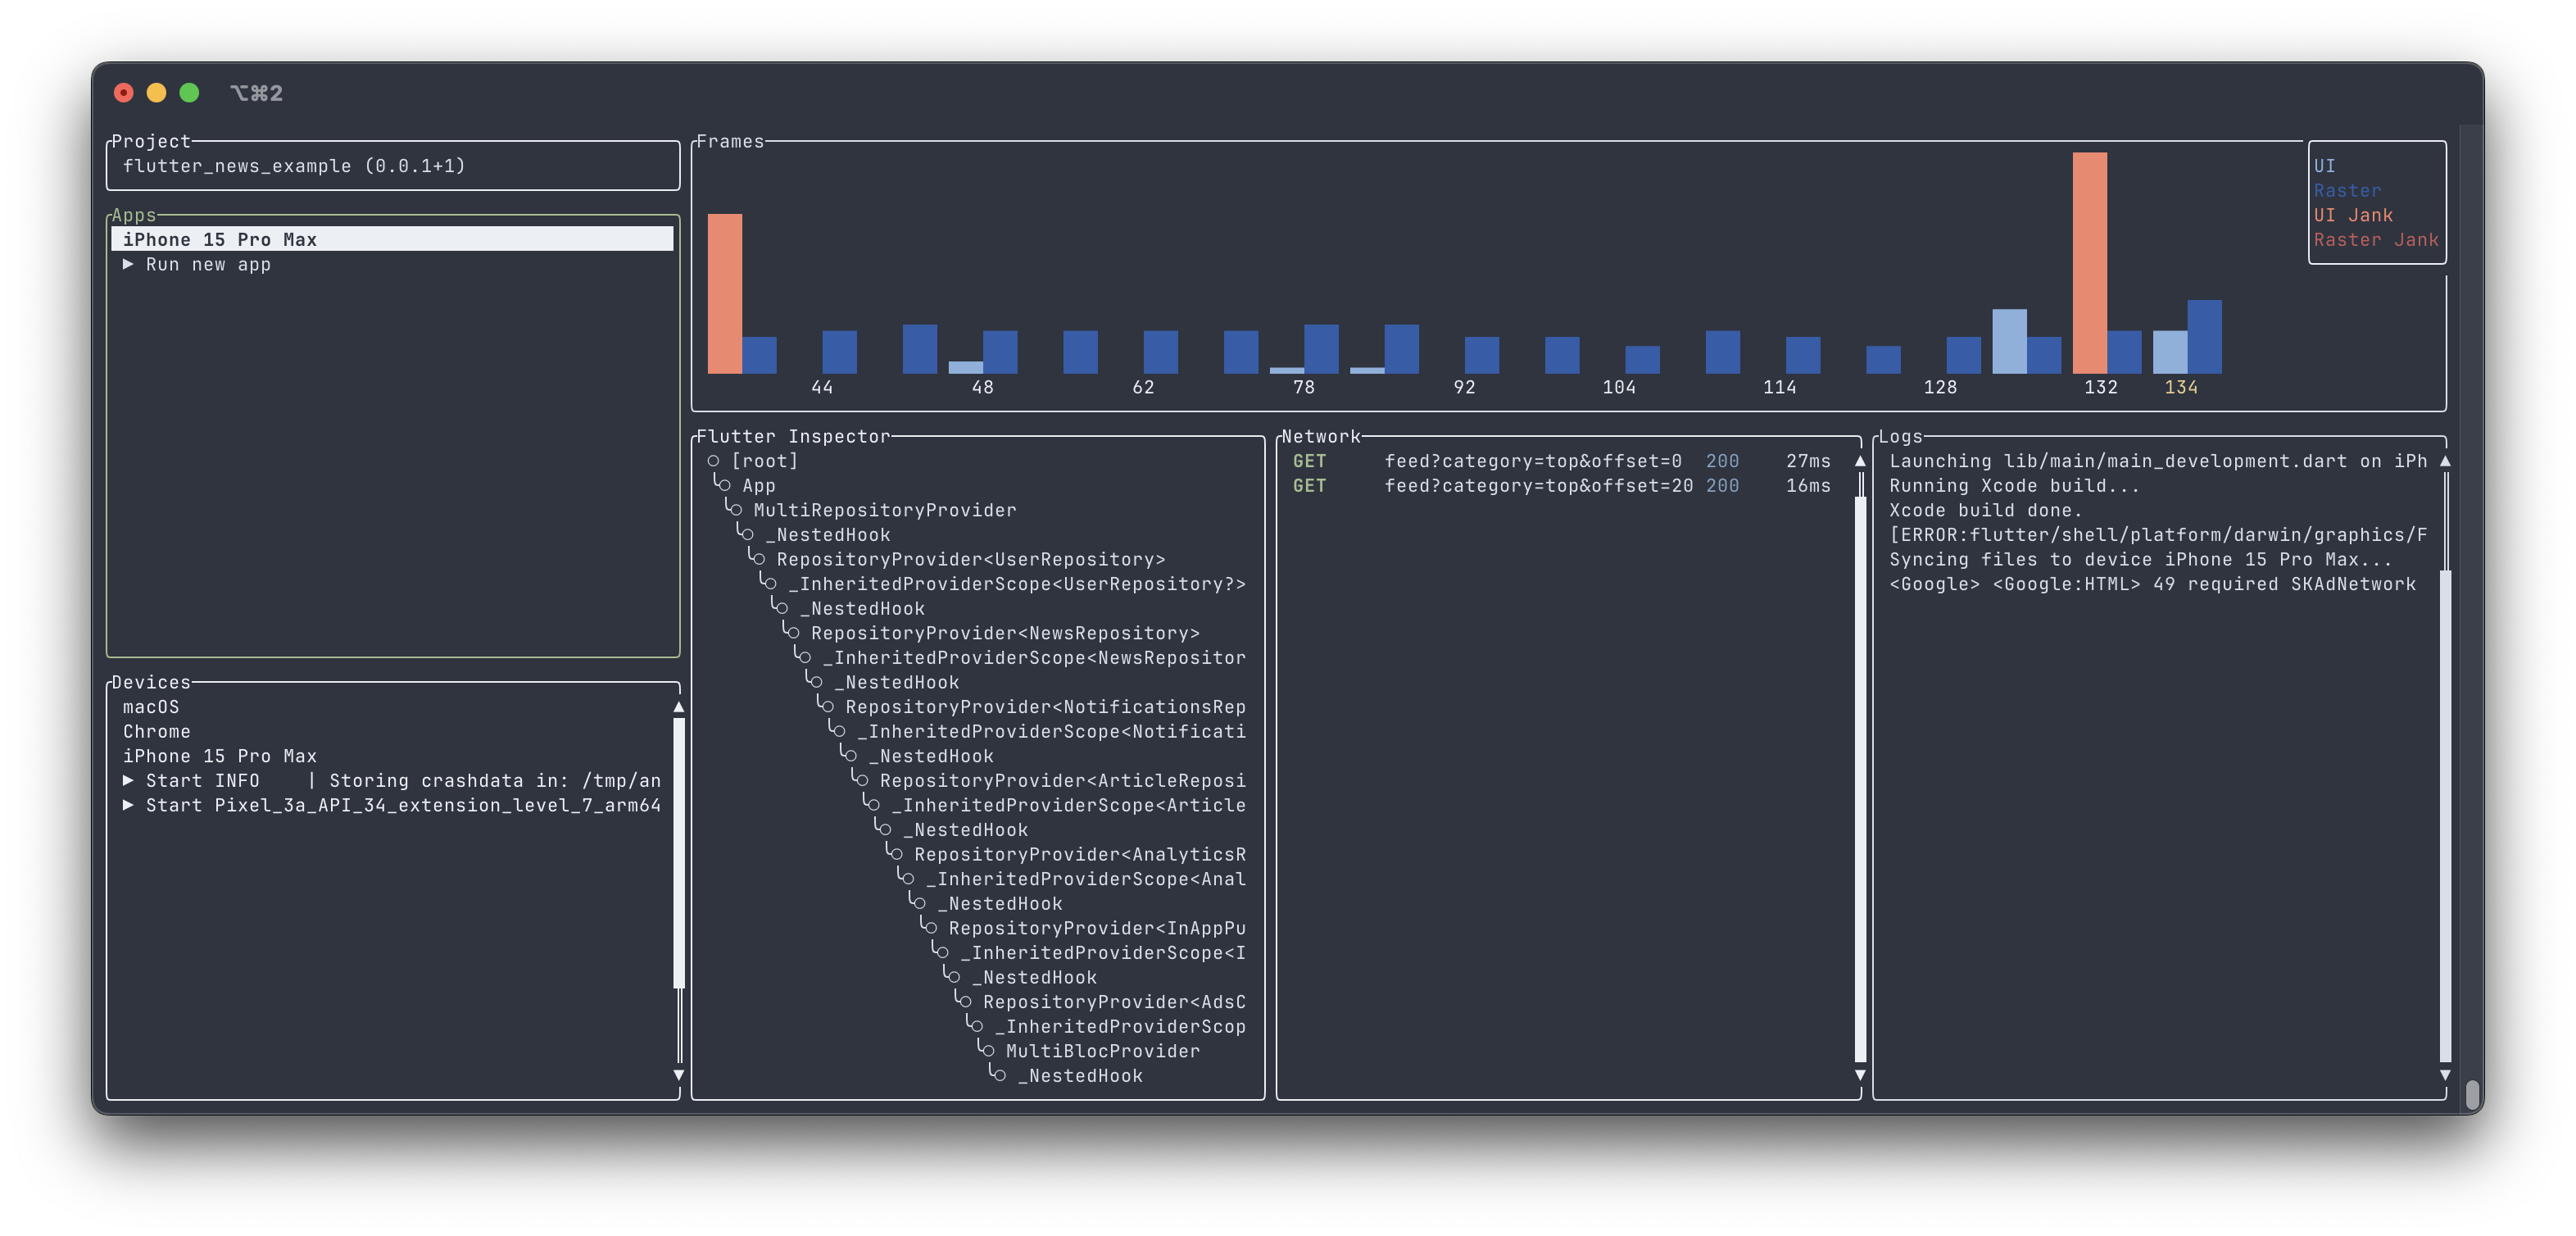 ⌥⌘2
Project
flutter_news_example (0.0.1+1)
Apps
iPhone 15 Pro Max
▶ Run new app
Devices
macOS
Chrome
iPhone 15 Pro Max
▶ Start INFO    | Storing crashdata in: /tmp/an
▶ Start Pixel_3a_API_34_extension_level_7_arm64
Frames
UI
Raster
UI Jank
Raster Jank
44 48 62 78 92 104 114 128 132 134
Flutter Inspector
[root]
App
MultiRepositoryProvider
_NestedHook
RepositoryProvider<UserRepository>
_InheritedProviderScope<UserRepository?>
_NestedHook
RepositoryProvider<NewsRepository>
_InheritedProviderScope<NewsRepositor
_NestedHook
RepositoryProvider<NotificationsRep
_InheritedProviderScope<Notificati
_NestedHook
RepositoryProvider<ArticleReposi
_InheritedProviderScope<Article
_NestedHook
RepositoryProvider<AnalyticsR
_InheritedProviderScope<Anal
_NestedHook
RepositoryProvider<InAppPu
_InheritedProviderScope<I
_NestedHook
RepositoryProvider<AdsC
_InheritedProviderScop
MultiBlocProvider
_NestedHook
Network
GET feed?category=top&offset=0 200 27ms
GET feed?category=top&offset=20 200 16ms
Logs
Launching lib/main/main_development.dart on iPh
Running Xcode build...
Xcode build done.
[ERROR:flutter/shell/platform/darwin/graphics/F
Syncing files to device iPhone 15 Pro Max...
<Google> <Google:HTML> 49 required SKAdNetwork